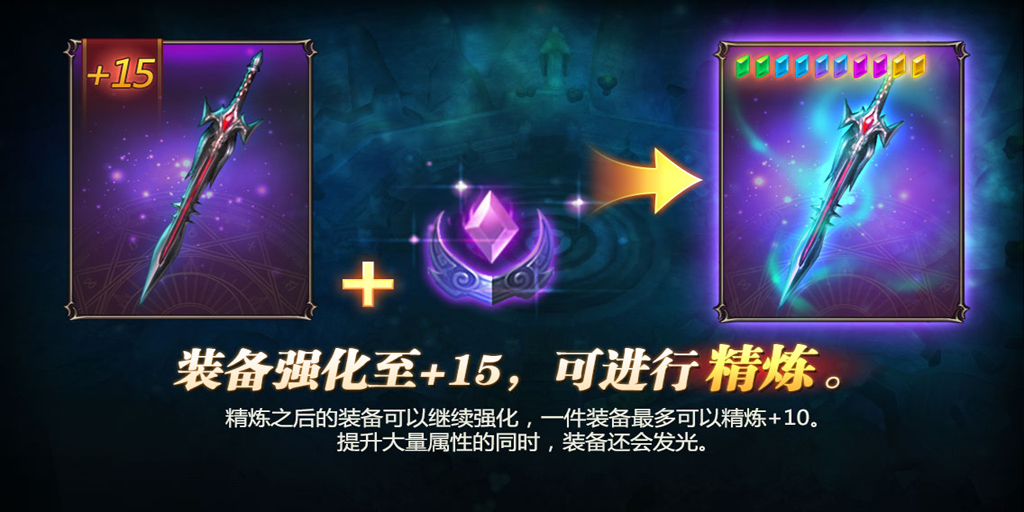 +15
装备强化至+15，可进行精炼。
精炼之后的装备可以继续强化，一件装备最多可以精炼+10。
提升大量属性的同时，装备还会发光。